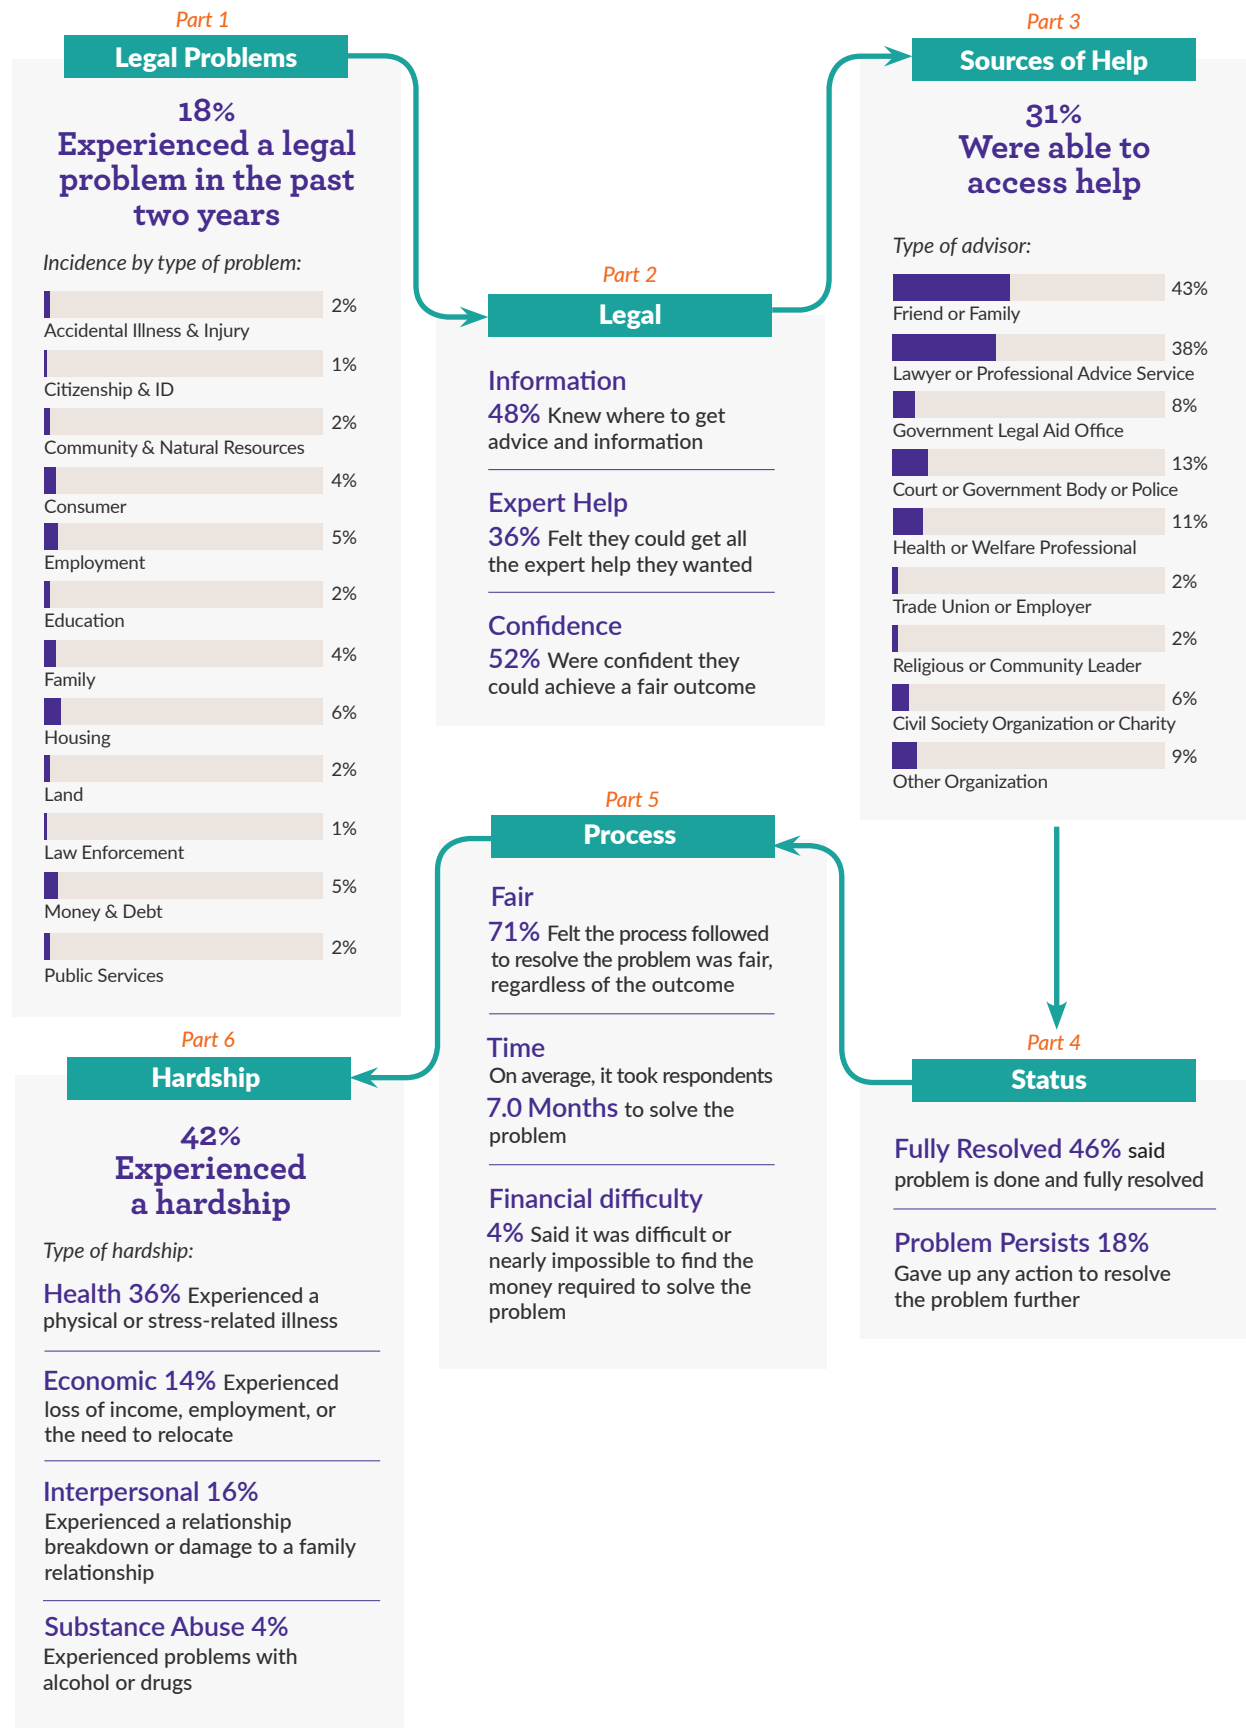 Part 1
Legal Problems
18%
Experienced a legal
problem in the past
two years
Incidence by type of problem:
2%
Accidental Illness & Injury
1%
Citizenship & ID
2%
Community & Natural Resources
4%
Consumer
5%
Employment
2%
Education
4%
Family
6%
Housing
2%
Land
1%
Law Enforcement
5%
Money & Debt
2%
Public Services
Part 2
Legal
Information
48% Knew where to get
advice and information
Expert Help
36% Felt they could get all
the expert help they wanted
Confidence
52% Were confident they
could achieve a fair outcome
Part 3
Sources of Help
31%
Were able to
access help
Type of advisor:
43%
Friend or Family
38%
Lawyer or Professional Advice Service
8%
Government Legal Aid Office
13%
Court or Government Body or Police
11%
Health or Welfare Professional
2%
Trade Union or Employer
2%
Religious or Community Leader
6%
Civil Society Organization or Charity
9%
Other Organization
Part 4
Status
Fully Resolved 46% said
problem is done and fully resolved
Problem Persists 18%
Gave up any action to resolve
the problem further
Part 5
Process
Fair
71% Felt the process followed
to resolve the problem was fair,
regardless of the outcome
Time
On average, it took respondents
7.0 Months to solve the
problem
Financial difficulty
4% Said it was difficult or
nearly impossible to find the
money required to solve the
problem
Part 6
Hardship
42%
Experienced
a hardship
Type of hardship:
Health 36% Experienced a
physical or stress-related illness
Economic 14% Experienced
loss of income, employment, or
the need to relocate
Interpersonal 16%
Experienced a relationship
breakdown or damage to a family
relationship
Substance Abuse 4%
Experienced problems with
alcohol or drugs